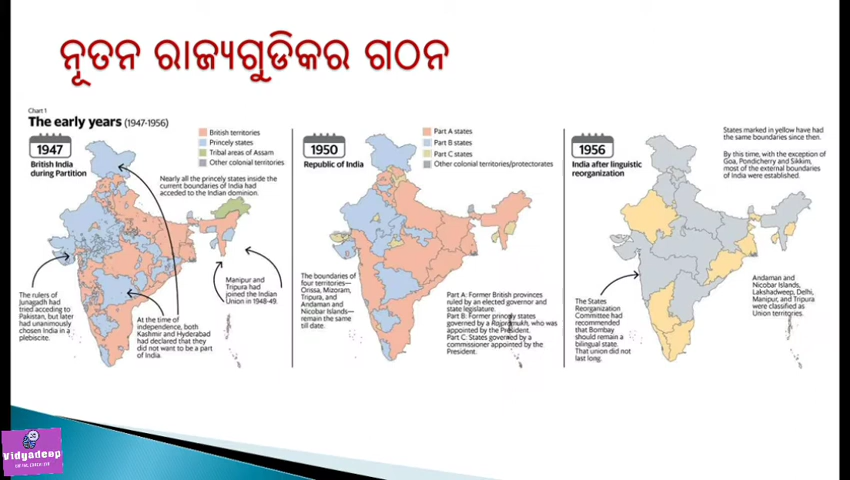 ନୂତନ ରାଜ୍ୟଗୁଡିକର ଗଠନ
Chart 1
The early years (1947-1956)
1947
British India
during Partition
British territories
Princely states
Tribal areas of Assam
Other colonial territories
Nearly all the princely states inside the
current boundaries of India had
acceded to the Indian dominion.
The rulers of
Junagadh had
tried accoding to
Pakistan, but later
had unanimously
chosen India in a
plebiscite.
At the time of
independence, both
Kashmir and Hyderabad
had declared that they
did not want to be a part
of India.
Manipur and
Tripura had
joined the Indian
Union in 1948-49.
1950
Republic of India
Part A states
Part B states
Part C states
Other colonial territories/protectorates
The boundaries of
four territories—
Orissa, Mizoram,
Tripura, and
Andaman and
Nicobar Islands—
remain the same
till date.
Part A: Former British provinces
ruled by an elected governor and
state legislature.
Part B: Former princely states
governed by a Rajpramukh, who was
appointed by the President.
Part C: States governed by a
commissioner appointed by the
President.
1956
India after linguistic
reorganization
States marked in yellow have had
the same boundaries since then.
By this time, with the exception of
Goa, Pondicherry and Sikkim,
most of the external boundaries
of India were established.
The States
Reorganization
Committee had
recommended
that Bombay
should remain a
bilingual state.
That union did not
last long.
Andaman and
Nicobar Islands,
Lakshadweep, Delhi,
Manipur, and Tripura
were classified as
Union territories.
Vidyadeep